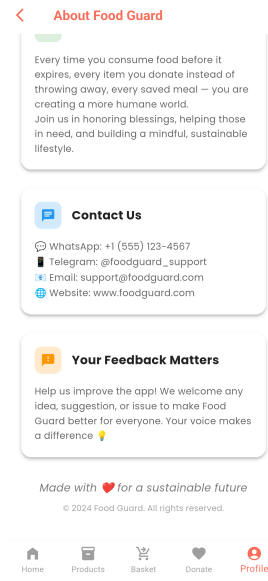 About Food Guard
Every time you consume food before it
expires, every item you donate instead of
throwing away, every saved meal — you are
creating a more humane world.
Join us in honoring blessings, helping those
in need, and building a mindful, sustainable
lifestyle.
Contact Us
💬 WhatsApp: +1 (555) 123-4567
📱 Telegram: @foodguard_support
📧 Email: support@foodguard.com
🌐 Website: www.foodguard.com
Your Feedback Matters
Help us improve the app! We welcome any
idea, suggestion, or issue to make Food
Guard better for everyone. Your voice makes
a difference 💡
Made with ❤️ for a sustainable future
© 2024 Food Guard. All rights reserved.
Home Products Basket Donate Profile